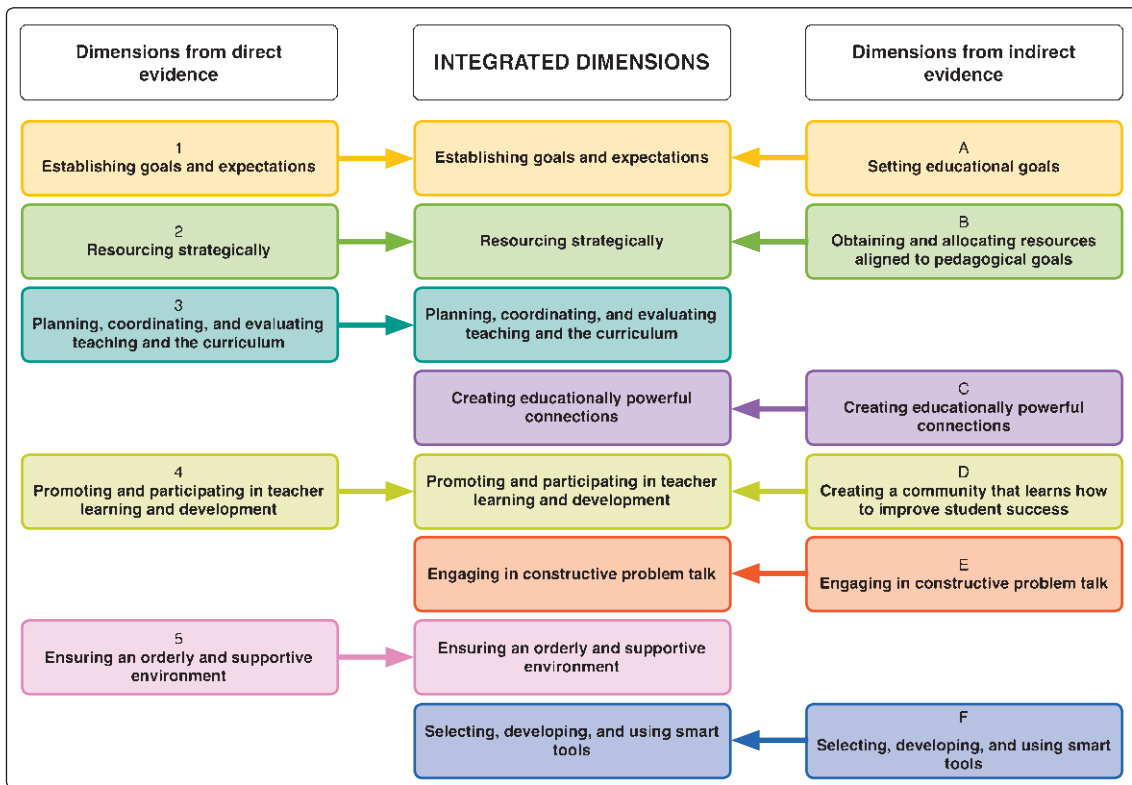 Dimensions from direct
evidence
INTEGRATED DIMENSIONS
Dimensions from indirect
evidence
1
Establishing goals and expectations
Establishing goals and expectations
A
Setting educational goals
2
Resourcing strategically
Resourcing strategically
B
Obtaining and allocating resources
aligned to pedagogical goals
3
Planning, coordinating, and evaluating
teaching and the curriculum
Planning, coordinating, and evaluating
teaching and the curriculum
Creating educationally powerful
connections
C
Creating educationally powerful
connections
4
Promoting and participating in teacher
learning and development
Promoting and participating in teacher
learning and development
D
Creating a community that learns how
to improve student success
Engaging in constructive problem talk
E
Engaging in constructive problem talk
5
Ensuring an orderly and supportive
environment
Ensuring an orderly and supportive
environment
Selecting, developing, and using smart
tools
F
Selecting, developing, and using smart
tools